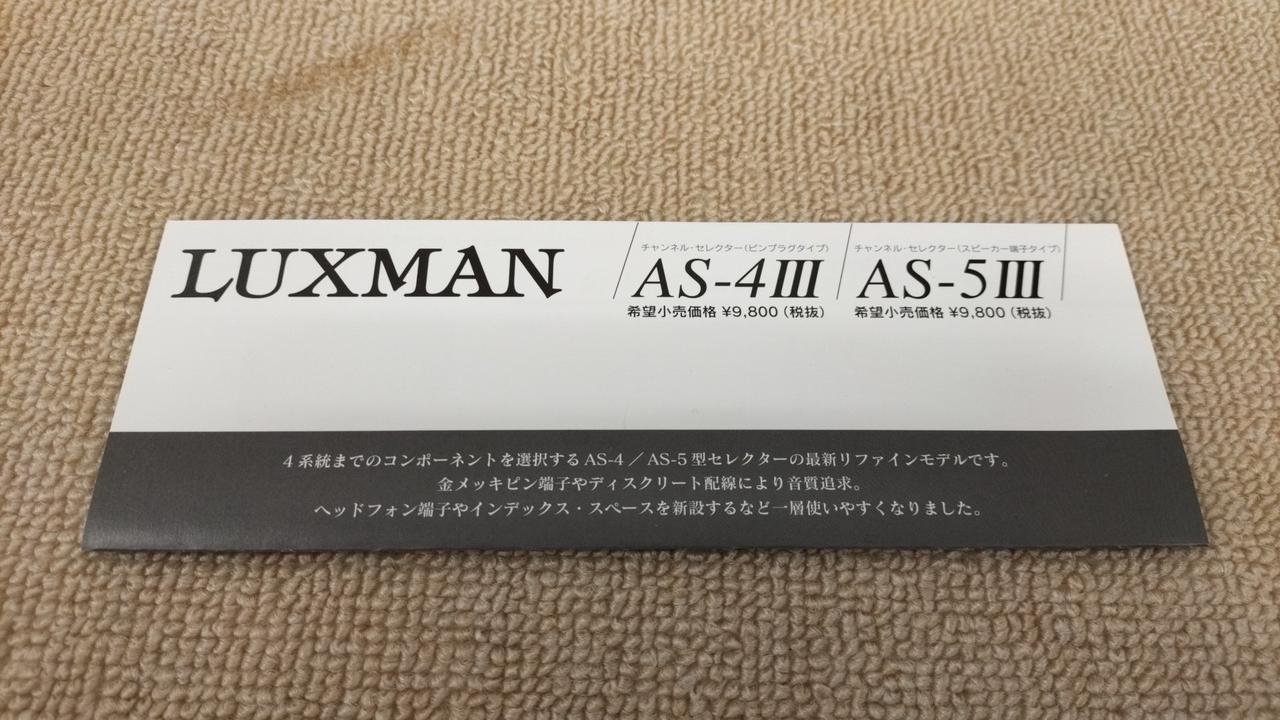 LUXMAN
チャンネル・セレクター(ピンプラグタイプ)
AS-4III
希望小売価格 ¥9,800 (税抜)
チャンネル・セレクター(スピーカー端子タイプ)
AS-5III
希望小売価格 ¥9,800 (税抜)
4系統までのコンポーネントを選択するAS-4/AS-5型セレクターの最新リファインモデルです。
金メッキピン端子やディスクリート配線により音質追求。
ヘッドフォン端子やインデックス・スペースを新設するなど一層使いやすくなりました。